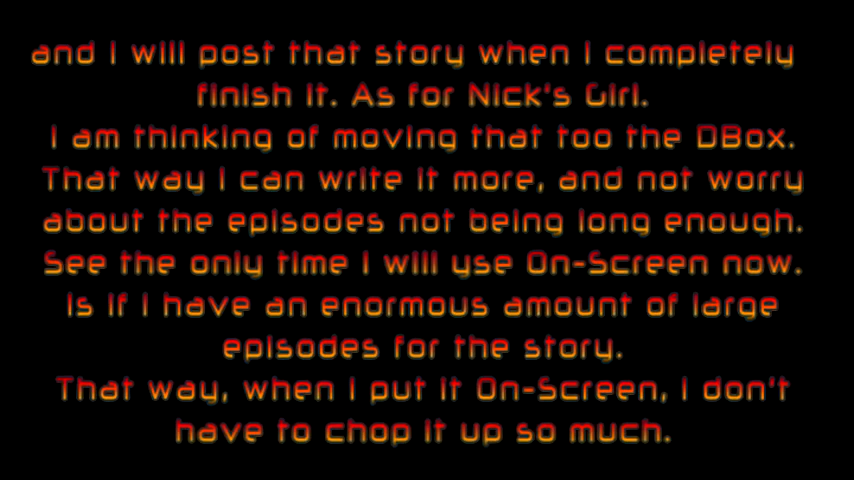 and I will post that story when I completely
finish it. As for Nick's Girl.
I am thinking of moving that too the DBox.
That way I can write it more, and not worry
about the episodes not being long enough.
See the only time I will use On-Screen now.
Is if I have an enormous amount of large
episodes for the story.
That way, when I put it On-Screen, I don't
have to chop it up so much.